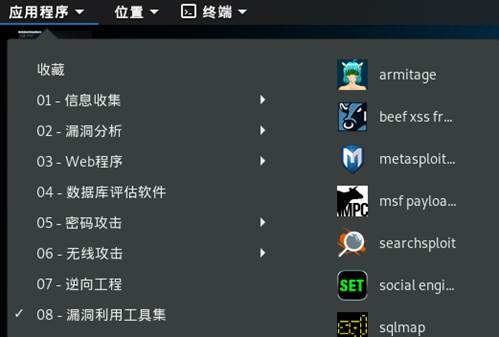 应用程序 位置 终端
收藏
01 - 信息收集
02 - 漏洞分析
03 - Web程序
04 - 数据库评估软件
05 - 密码攻击
06 - 无线攻击
07 - 逆向工程
✓ 08 - 漏洞利用工具集
armitage
beef xss fr...
metasploit...
MMPC
msf payloa...
searchsploit
SET
social engi...
sql
sqlmap